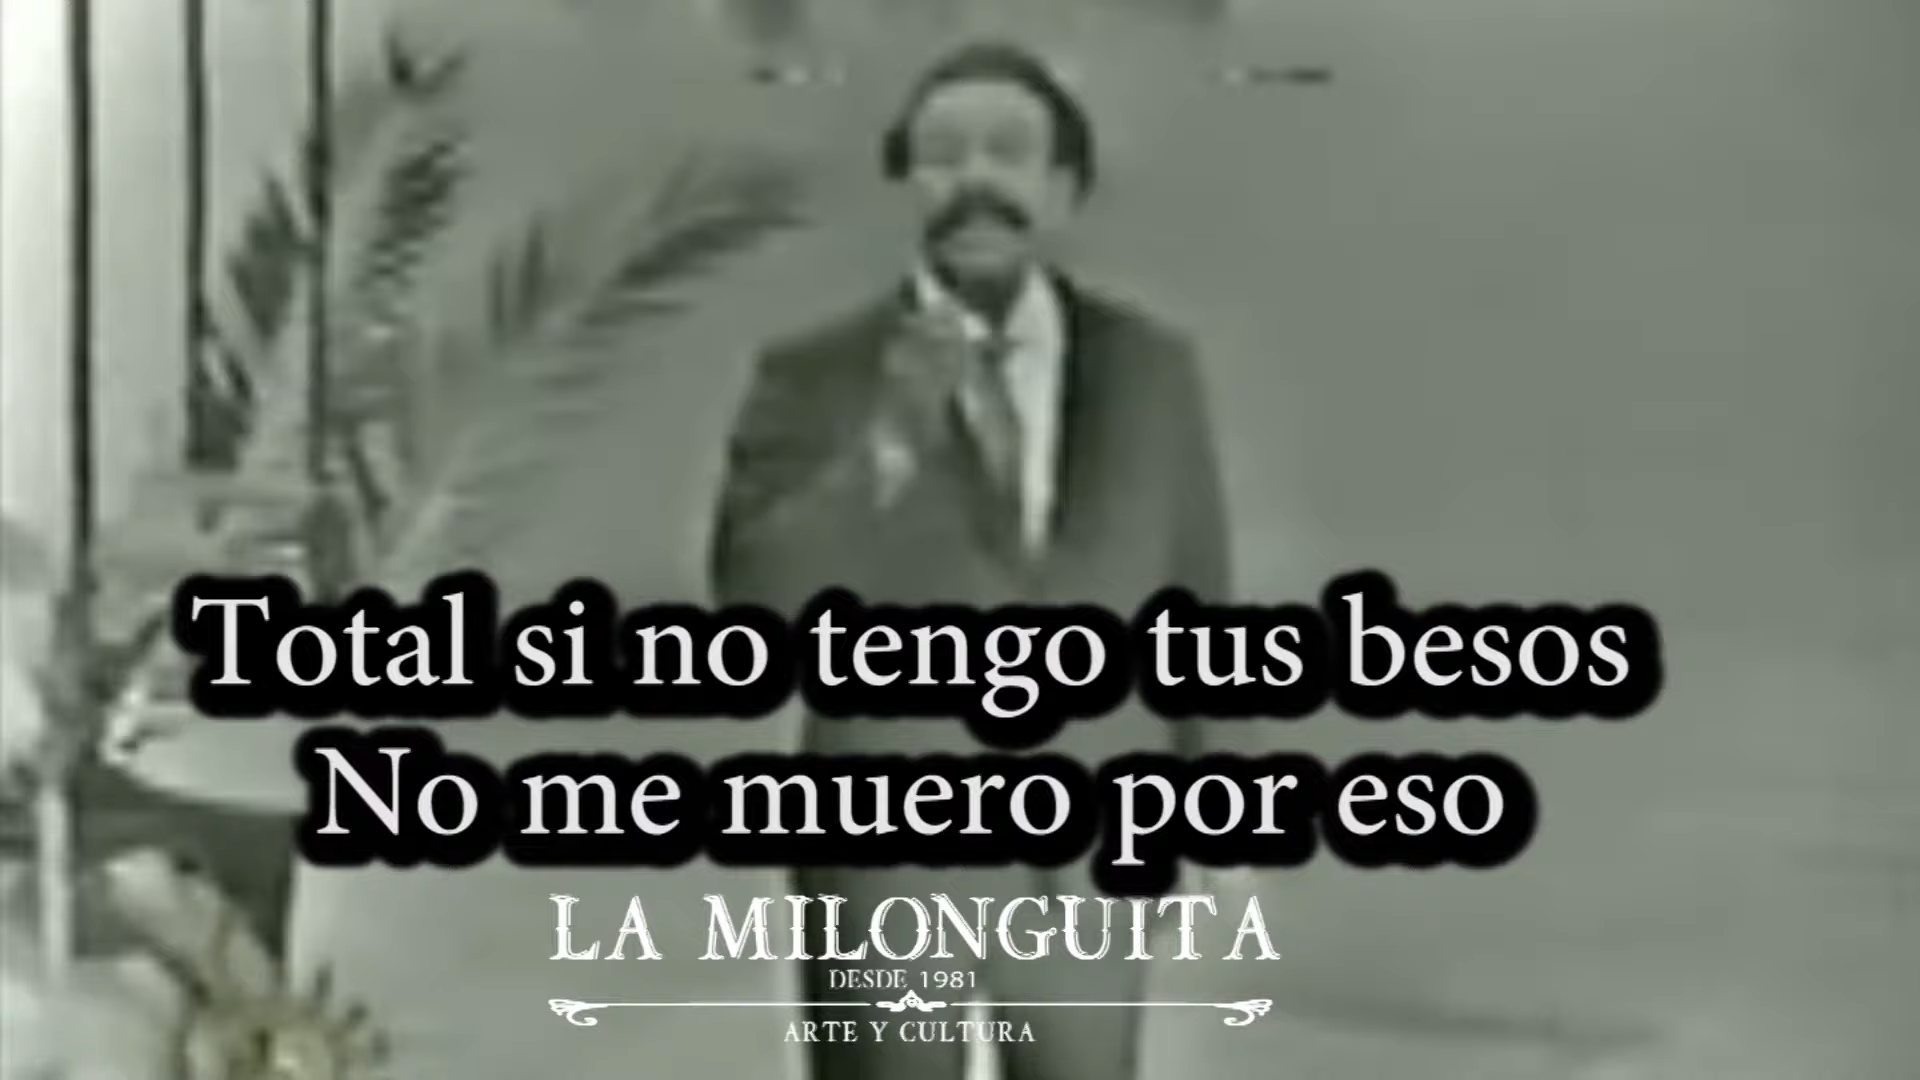 Total si no tengo tus besos
No me muero por eso
LA MILONGUITA
DESDE 1981
ARTE Y CULTURA